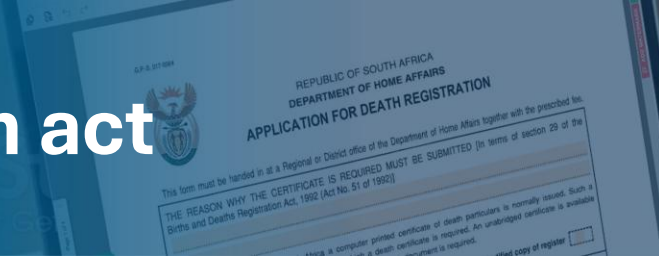 G.P.-S. 017-1664
REPUBLIC OF SOUTH AFRICA
DEPARTMENT OF HOME AFFAIRS
APPLICATION FOR DEATH REGISTRATION
n act
This form must be handed in at a Regional or District office of the Department of Home Affairs together with the prescribed fee.
THE REASON WHY THE CERTIFICATE IS REQUIRED MUST BE SUBMITTED [In terms of section 29 of the
Births and Deaths Registration Act, 1992 (Act No. 51 of 1992)]
Africa a computer printed certificate of death particulars is normally issued. Such a
a death certificate is required. An unabridged certificate is available
document is required.
copy of register